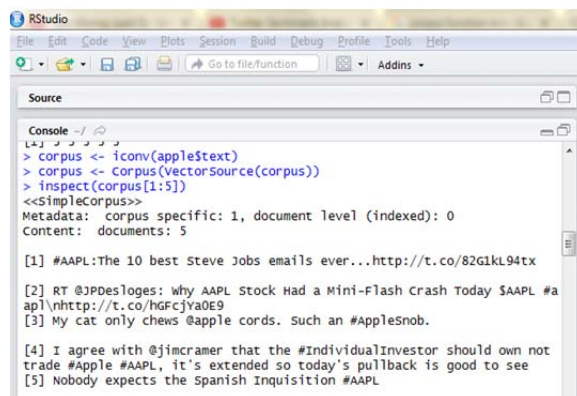 RStudio
File Edit Code View Plots Session Build Debug Profile Tools Help
Go to file/function Addins
Source
Console ~/
> corpus <- iconv(apple$text)
> corpus <- Corpus(VectorSource(corpus))
> inspect(corpus[1:5])
<<SimpleCorpus>>
Metadata:  corpus specific: 1, document level (indexed): 0
Content:  documents: 5
[1] #AAPL:The 10 best Steve Jobs emails ever...http://t.co/82G1kL94tx
[2] RT @JPDesloges: Why AAPL Stock Had a Mini-Flash Crash Today $AAPL #a
apl\nhttp://t.co/hGFcjYa0E9
[3] My cat only chews @apple cords. Such an #AppleSnob.
[4] I agree with @jimcramer that the #IndividualInvestor should own not
trade #Apple #AAPL, it's extended so today's pullback is good to see
[5] Nobody expects the Spanish Inquisition #AAPL